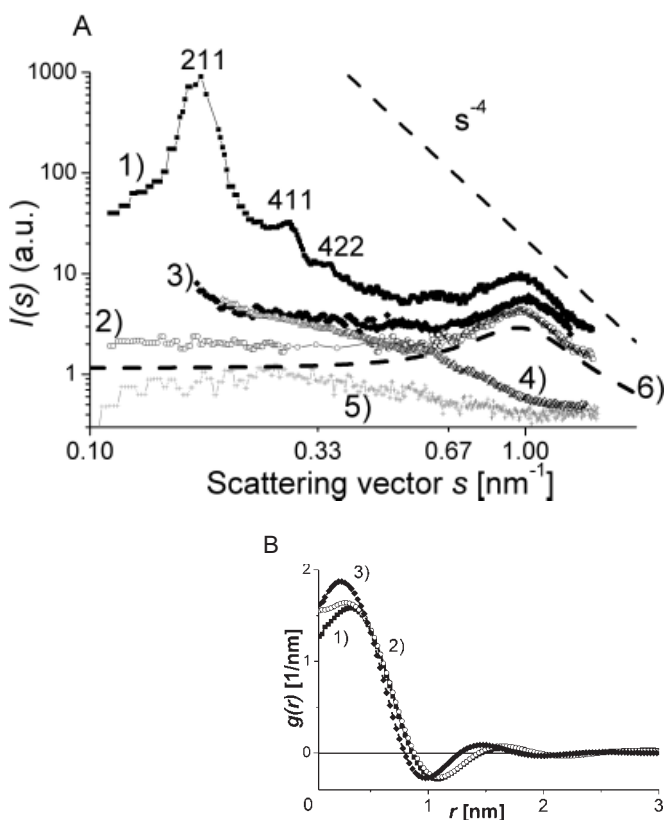 A
I(s) (a.u.)
1000
100
10
1
211
411
422
1)
2)
3)
4)
5)
6)
s⁻⁴
0.10 0.33 0.67 1.00
Scattering vector s [nm⁻¹]
B
g(r) [1/nm]
2
1
0
3)
1)
2)
0 1 2 3
r [nm]